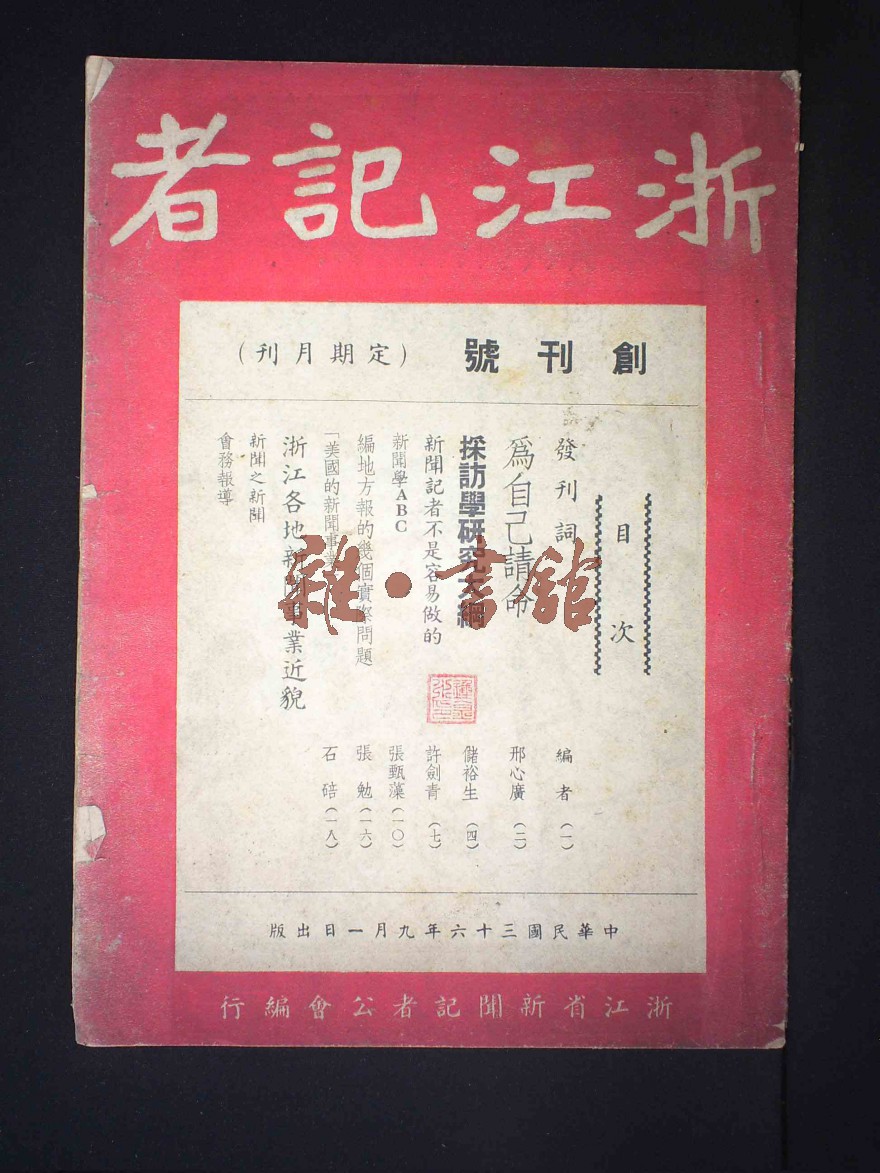 浙江記者
創刊號 (定期月刊)
目次
發刊詞 編者(一)
爲自己請命 邢心廣(二)
採訪學研究大綱 儲裕生(四)
新聞記者不是容易做的 許劍青(七)
新聞學ABC 張甄藻(一〇)
編地方報的幾個實際問題 張勉(一六)
「美國的新聞事業 石碚(一八)
浙江各地新聞事業近貌
新聞之新聞
會務報導
中華民國三十六年九月一日出版
浙江省新聞記者公會編行
雜·書館